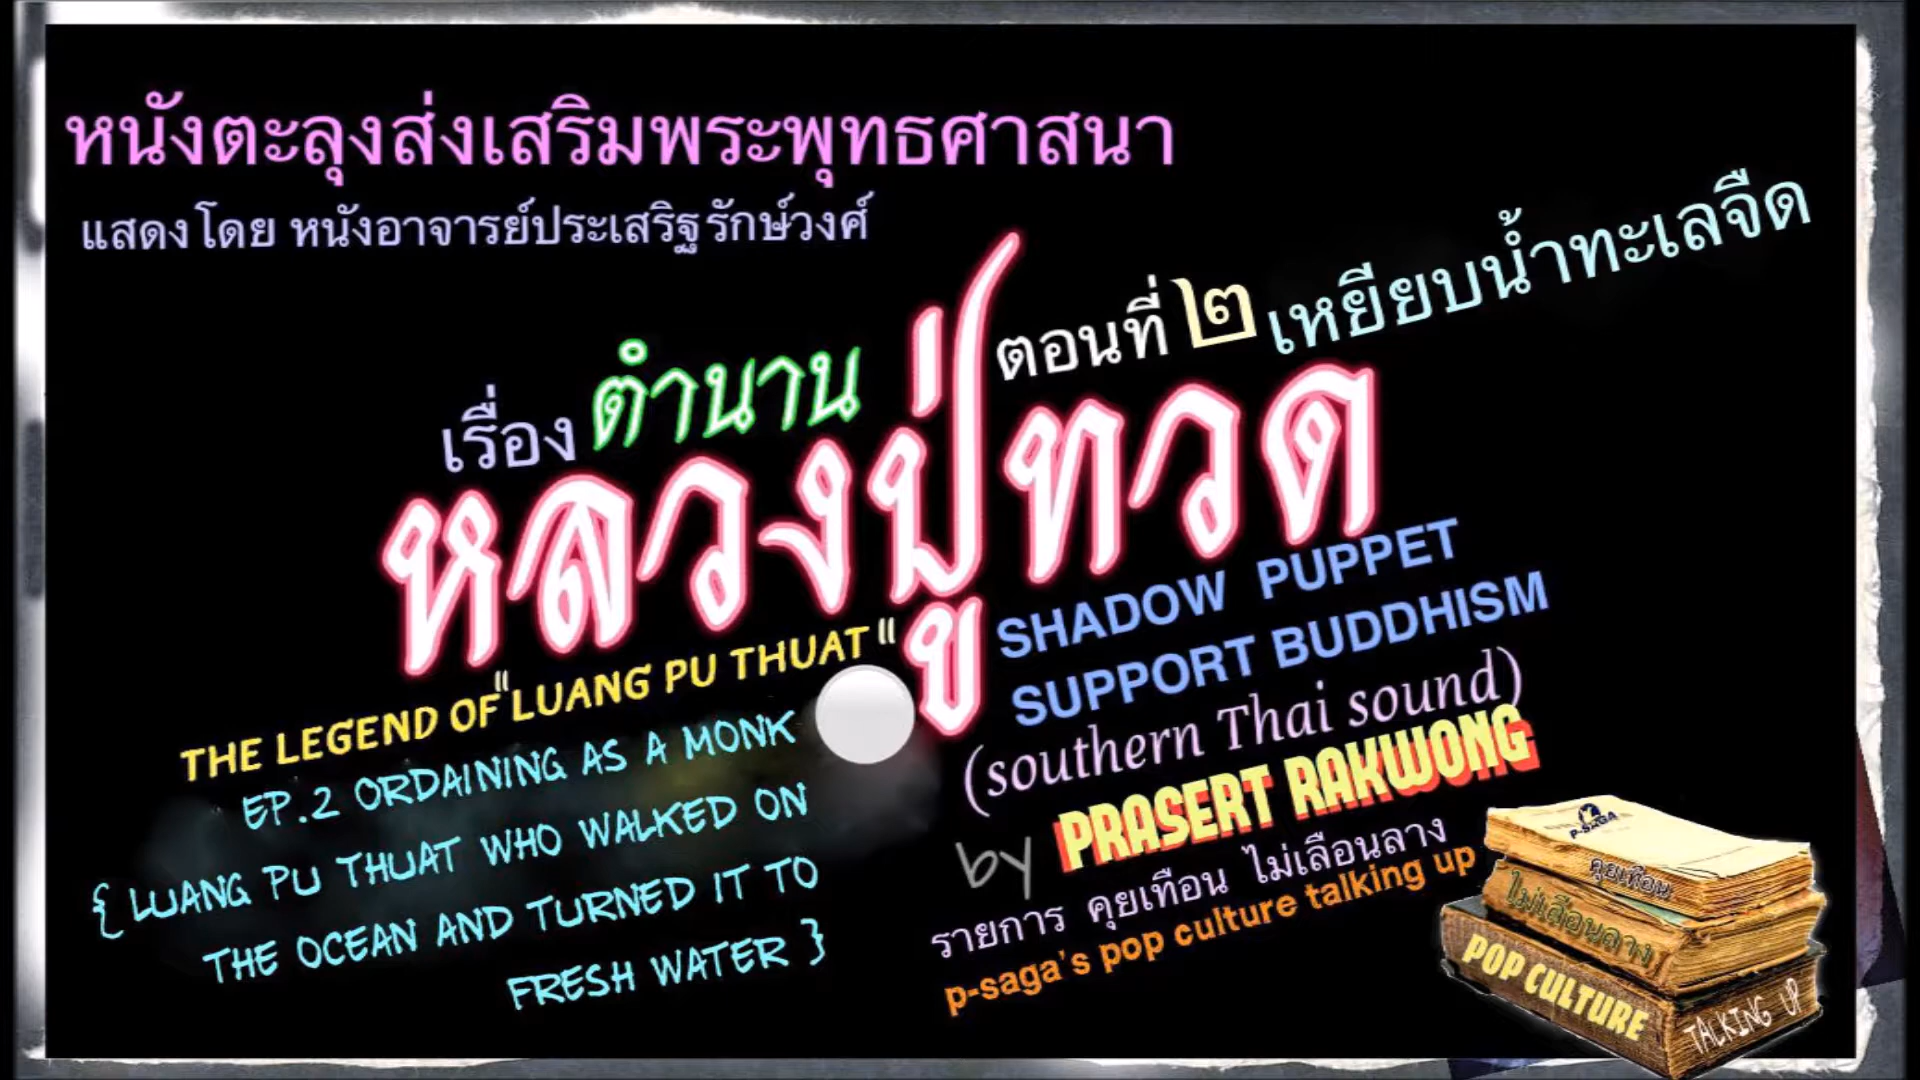 หนังตะลุงส่งเสริมพระพุทธศาสนา
แสดงโดย หนังอาจารย์ประเสริฐรักษ์วงศ์
เรื่อง ตำนาน
ตอนที่ ๒ เหยียบน้ำทะเลจืด
หลวงปู่ทวด
THE LEGEND OF "LUANG PU THUAT"
EP.2 ORDAINING AS A MONK
{ LUANG PU THUAT WHO WALKED ON
THE OCEAN AND TURNED IT TO
FRESH WATER }
SHADOW PUPPET
SUPPORT BUDDHISM
(southern Thai sound)
by PRASERT RAKWONG
รายการ คุยเทือน ไม่เลือนลาง
p-saga's pop culture talking up
P-SAGA
คุยเทือน
ไม่เลือนลาง
POP CULTURE
TALKING UP